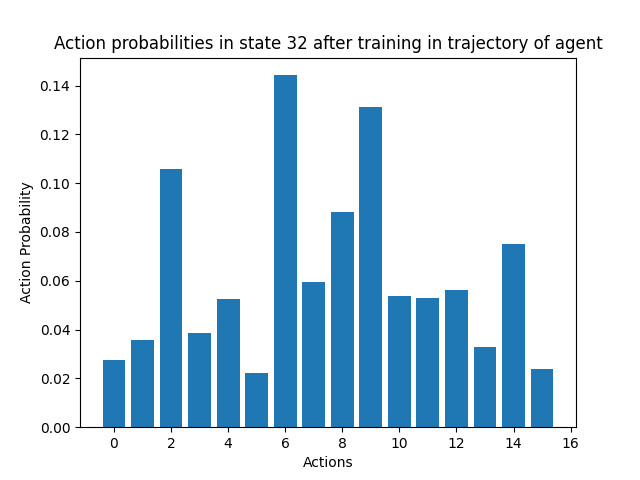 Action probabilities in state 32 after training in trajectory of agent
0.14
0.12
0.10
0.08
0.06
0.04
0.02
0.00
Action Probability
0 2 4 6 8 10 12 14 16
Actions